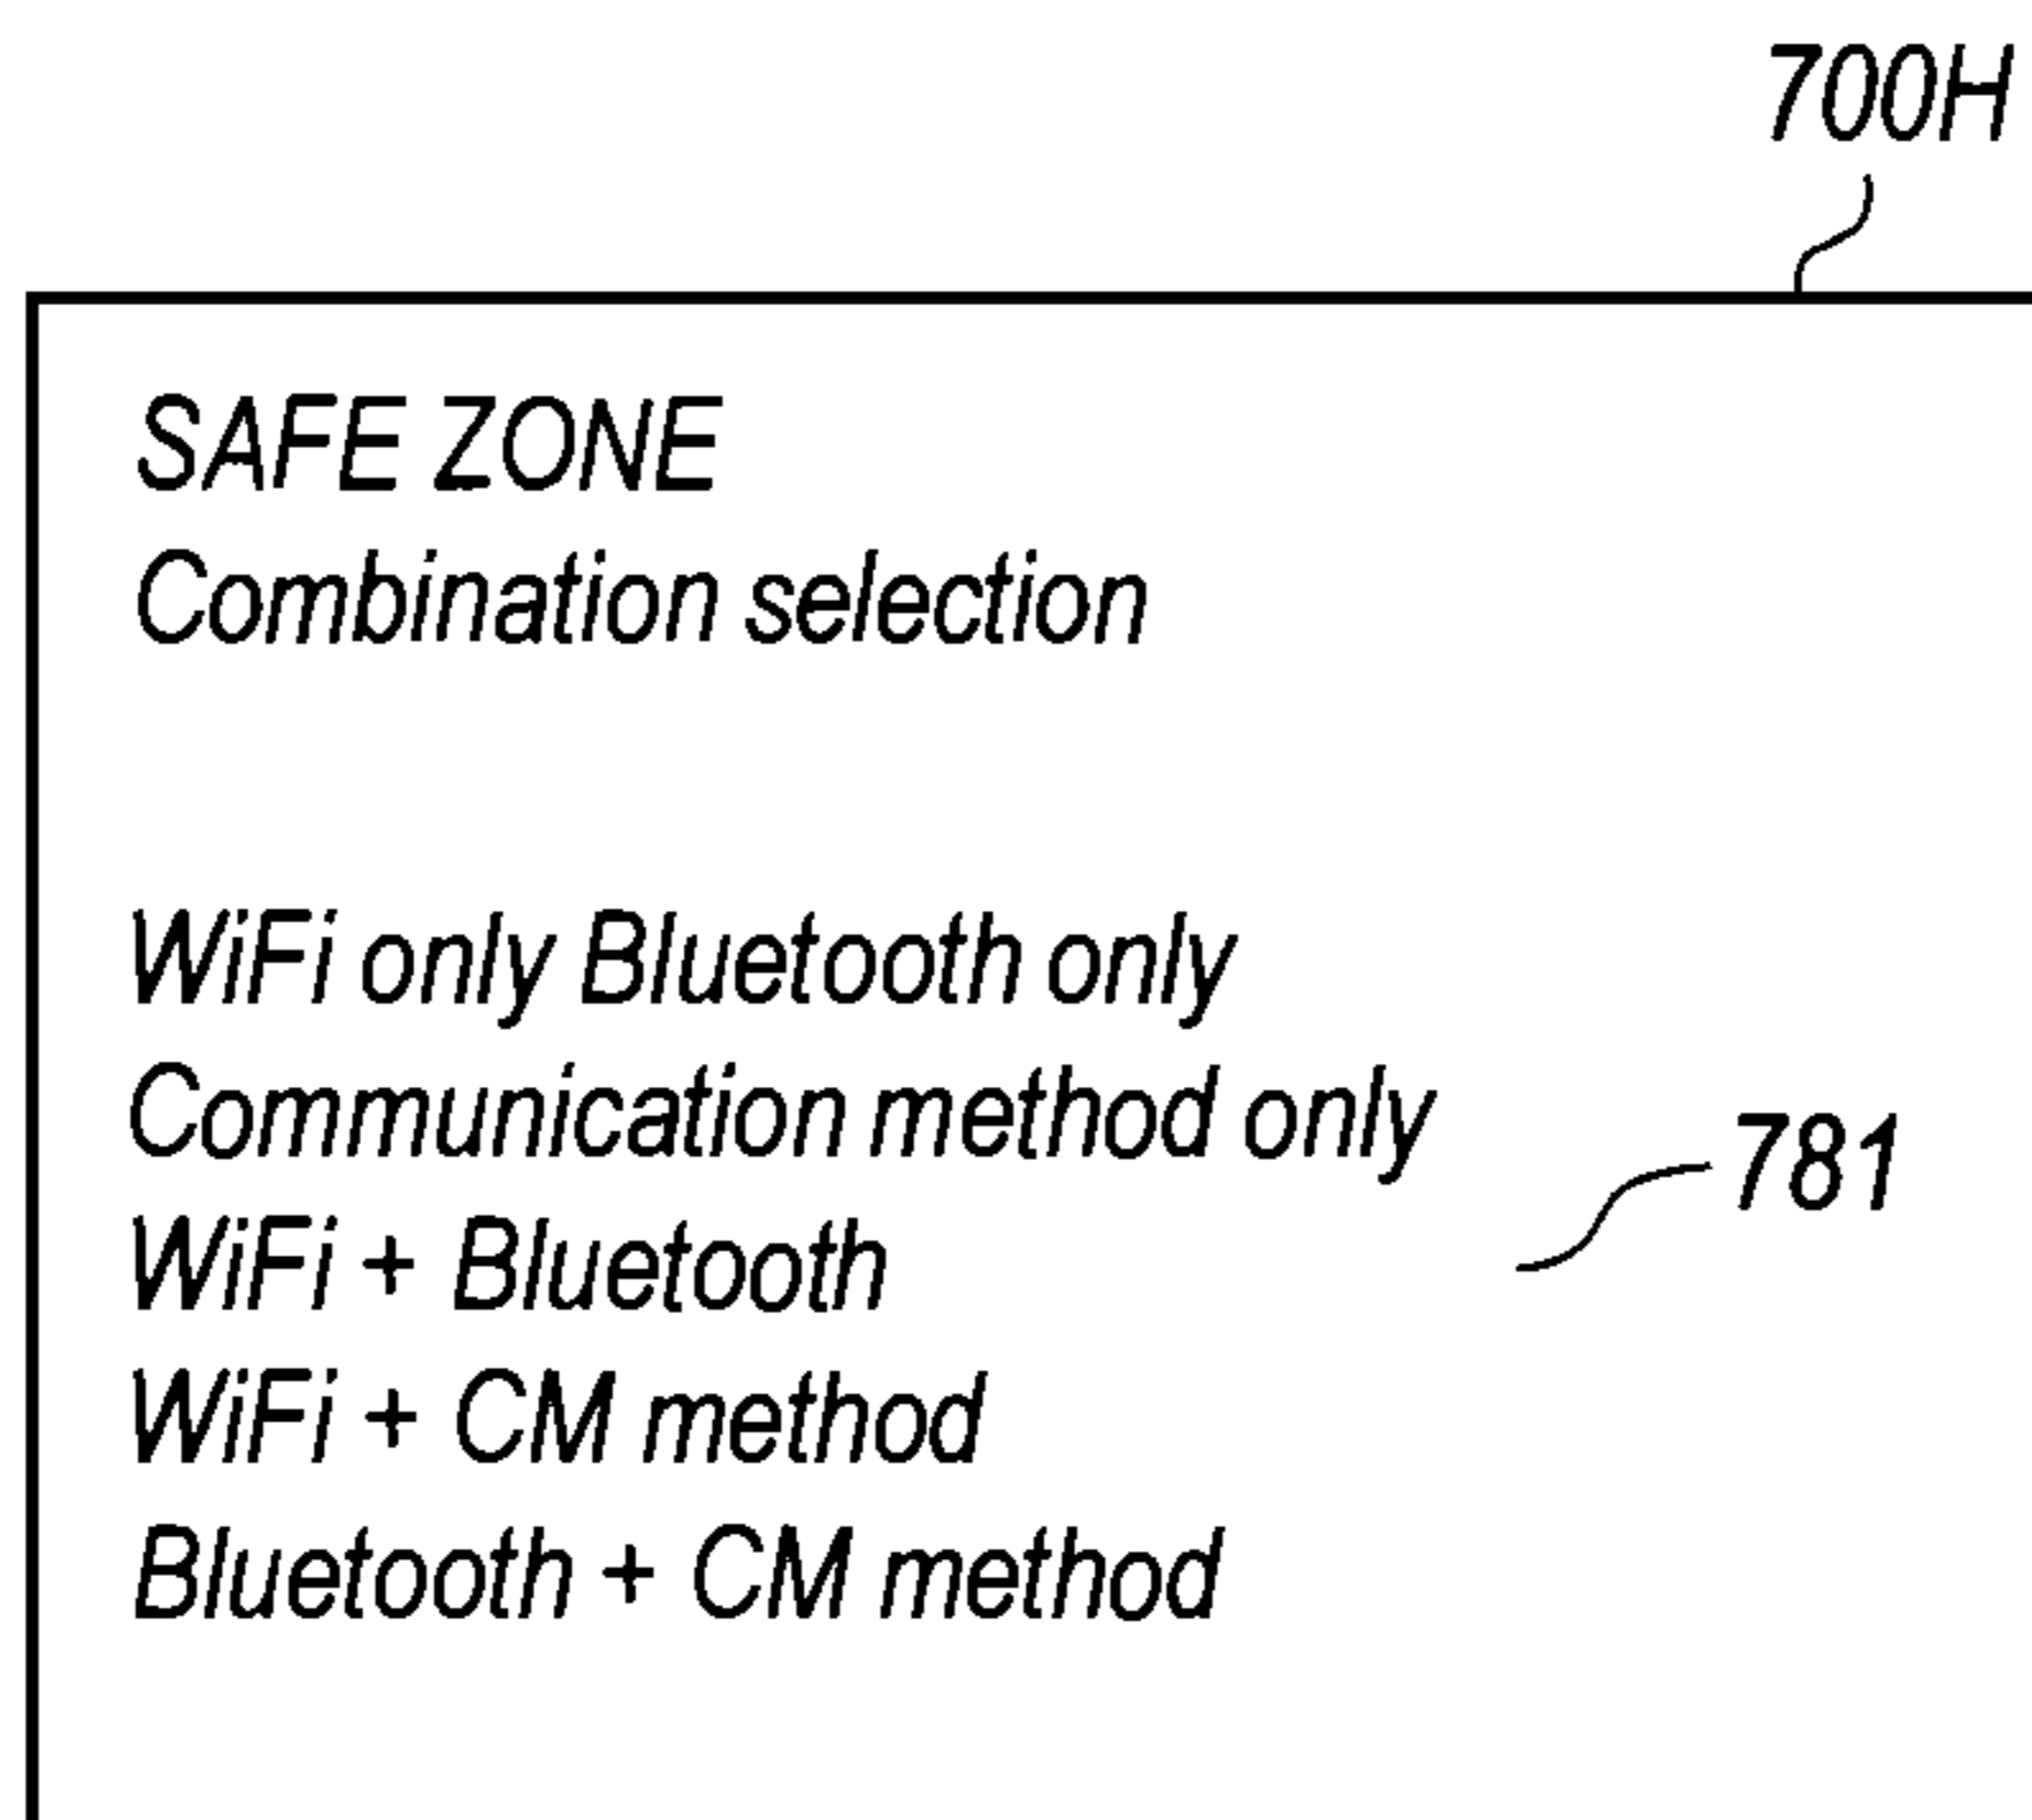 700H
SAFE ZONE
Combination selection
WiFi only Bluetooth only
Communication method only
781
WiFi + Bluetooth
WiFi + CM method
Bluetooth + CM method